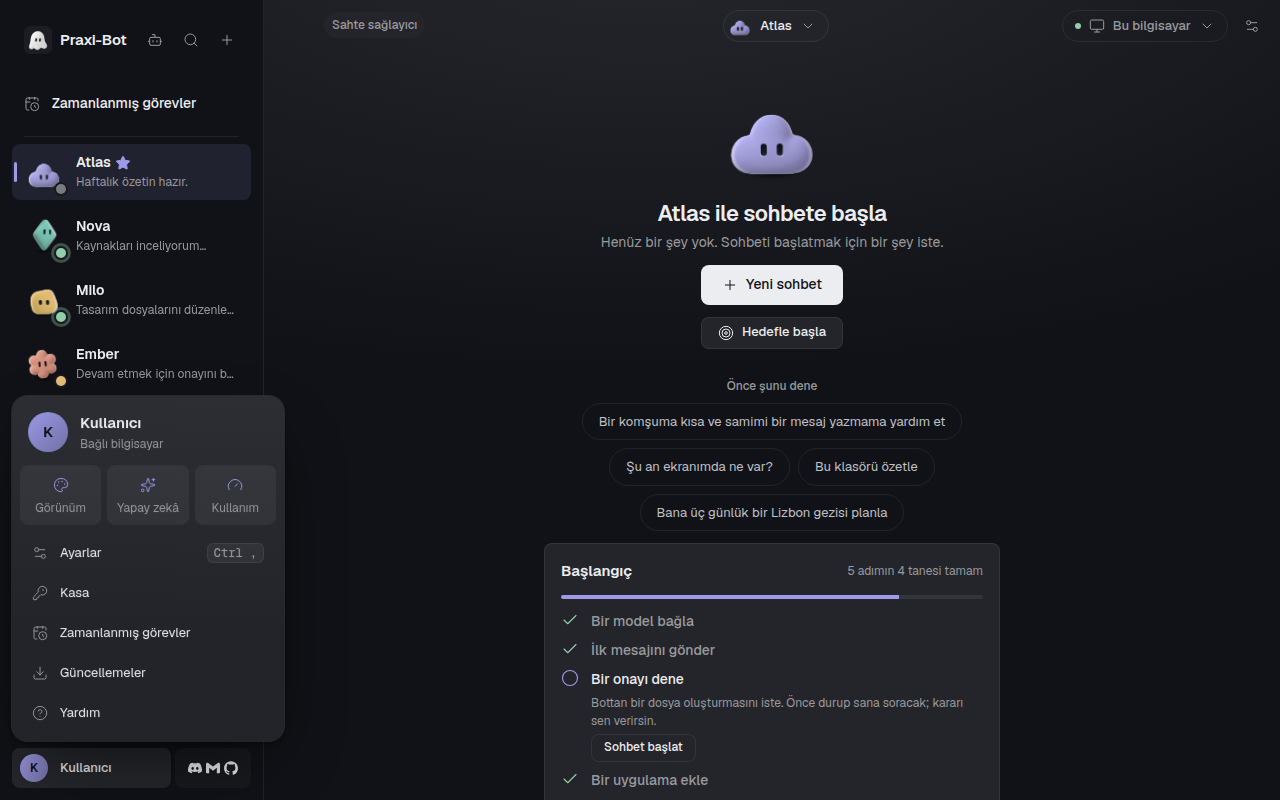 Praxi-Bot
Zamanlanmış görevler
Atlas
Haftalık özetin hazır.
Nova
Kaynakları inceliyorum…
Milo
Tasarım dosyalarını düzenle…
Ember
Devam etmek için onayını b…
K
Kullanıcı
Bağlı bilgisayar
Görünüm
Yapay zekâ
Kullanım
Ayarlar
Ctrl ,
Kasa
Zamanlanmış görevler
Güncellemeler
Yardım
K
Kullanıcı
Sahte sağlayıcı
Atlas
Bu bilgisayar
Atlas ile sohbete başla
Henüz bir şey yok. Sohbeti başlatmak için bir şey iste.
Yeni sohbet
Hedefle başla
Önce şunu dene
Bir komşuma kısa ve samimi bir mesaj yazmama yardım et
Şu an ekranımda ne var?
Bu klasörü özetle
Bana üç günlük bir Lizbon gezisi planla
Başlangıç
5 adımın 4 tanesi tamam
Bir model bağla
İlk mesajını gönder
Bir onayı dene
Bottan bir dosya oluşturmasını iste. Önce durup sana soracak; kararı
sen verirsin.
Sohbet başlat
Bir uygulama ekle